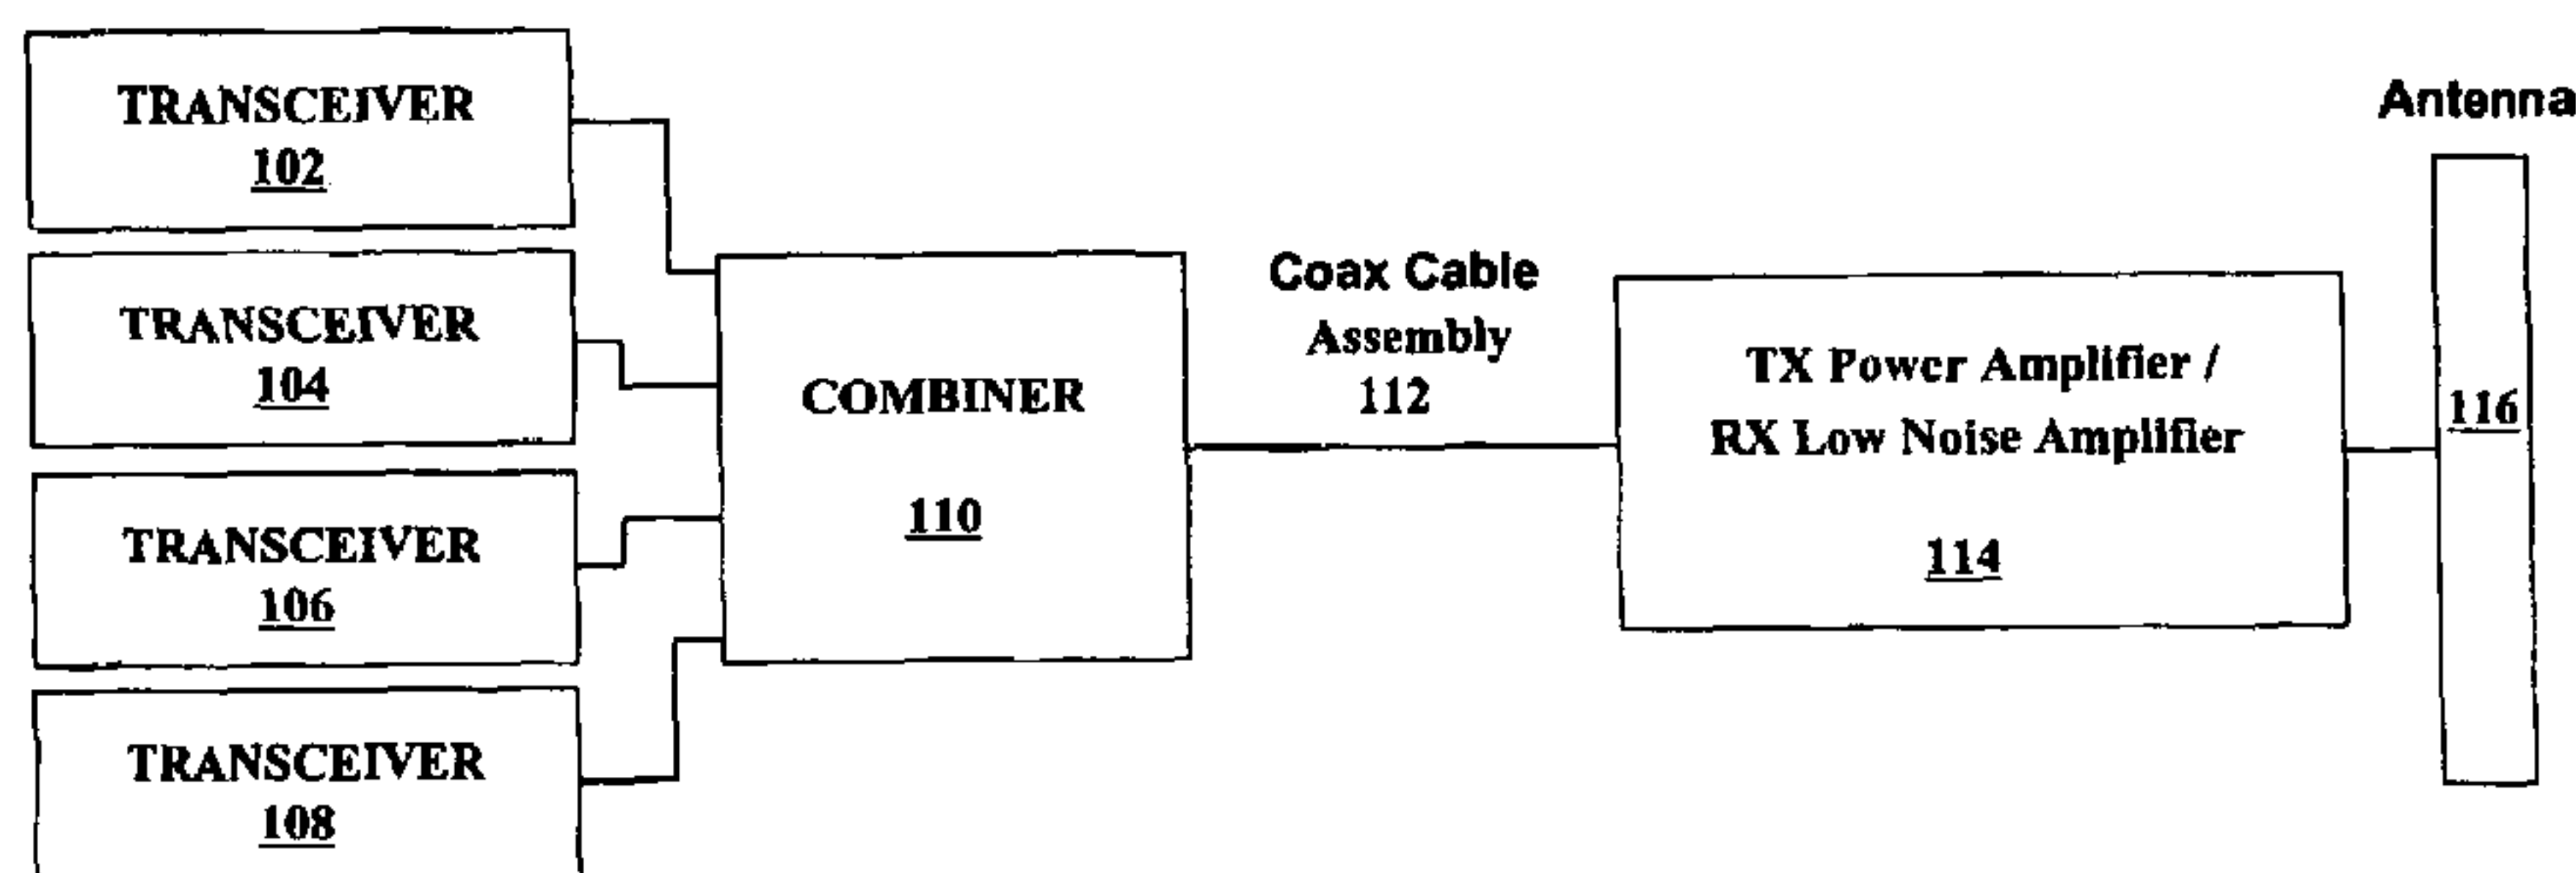 TRANSCEIVER
102
TRANSCEIVER
104
TRANSCEIVER
106
TRANSCEIVER
108
COMBINER
110
Coax Cable
Assembly
112
TX Power Amplifier /
RX Low Noise Amplifier
114
Antenna
116